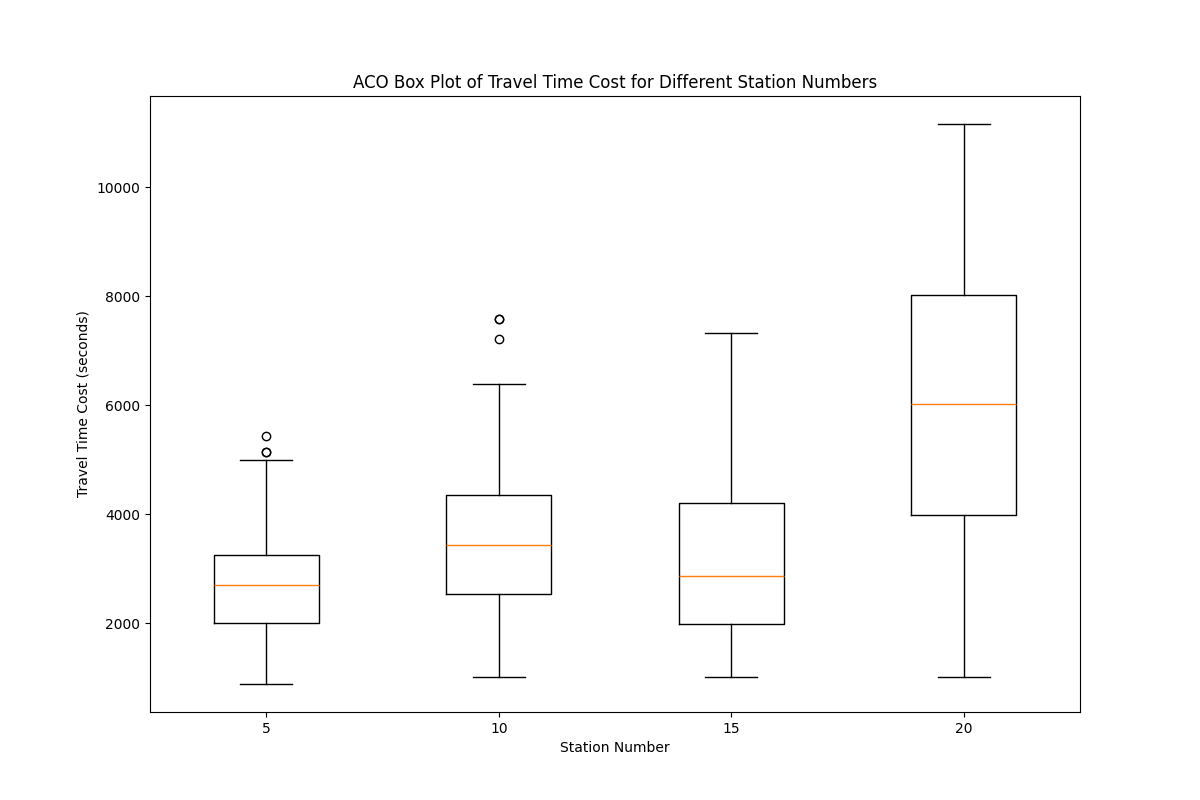 ACO Box Plot of Travel Time Cost for Different Station Numbers
Travel Time Cost (seconds)
10000
8000
6000
4000
2000
5 10 15 20
Station Number